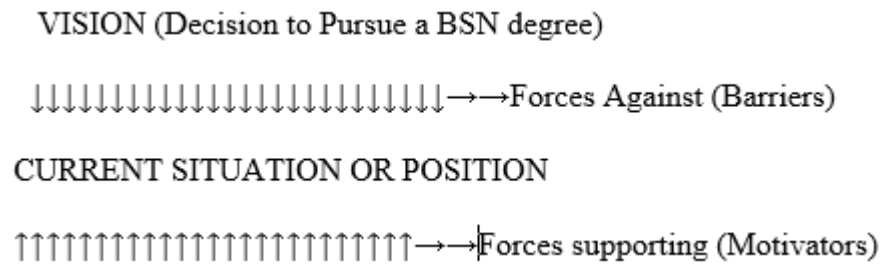 VISION (Decision to Pursue a BSN degree)
↓↓↓↓↓↓↓↓↓↓↓↓↓↓↓↓↓↓↓↓↓↓↓↓↓↓→→Forces Against (Barriers)
CURRENT SITUATION OR POSITION
↑↑↑↑↑↑↑↑↑↑↑↑↑↑↑↑↑↑↑↑↑↑↑↑↑→→Forces supporting (Motivators)